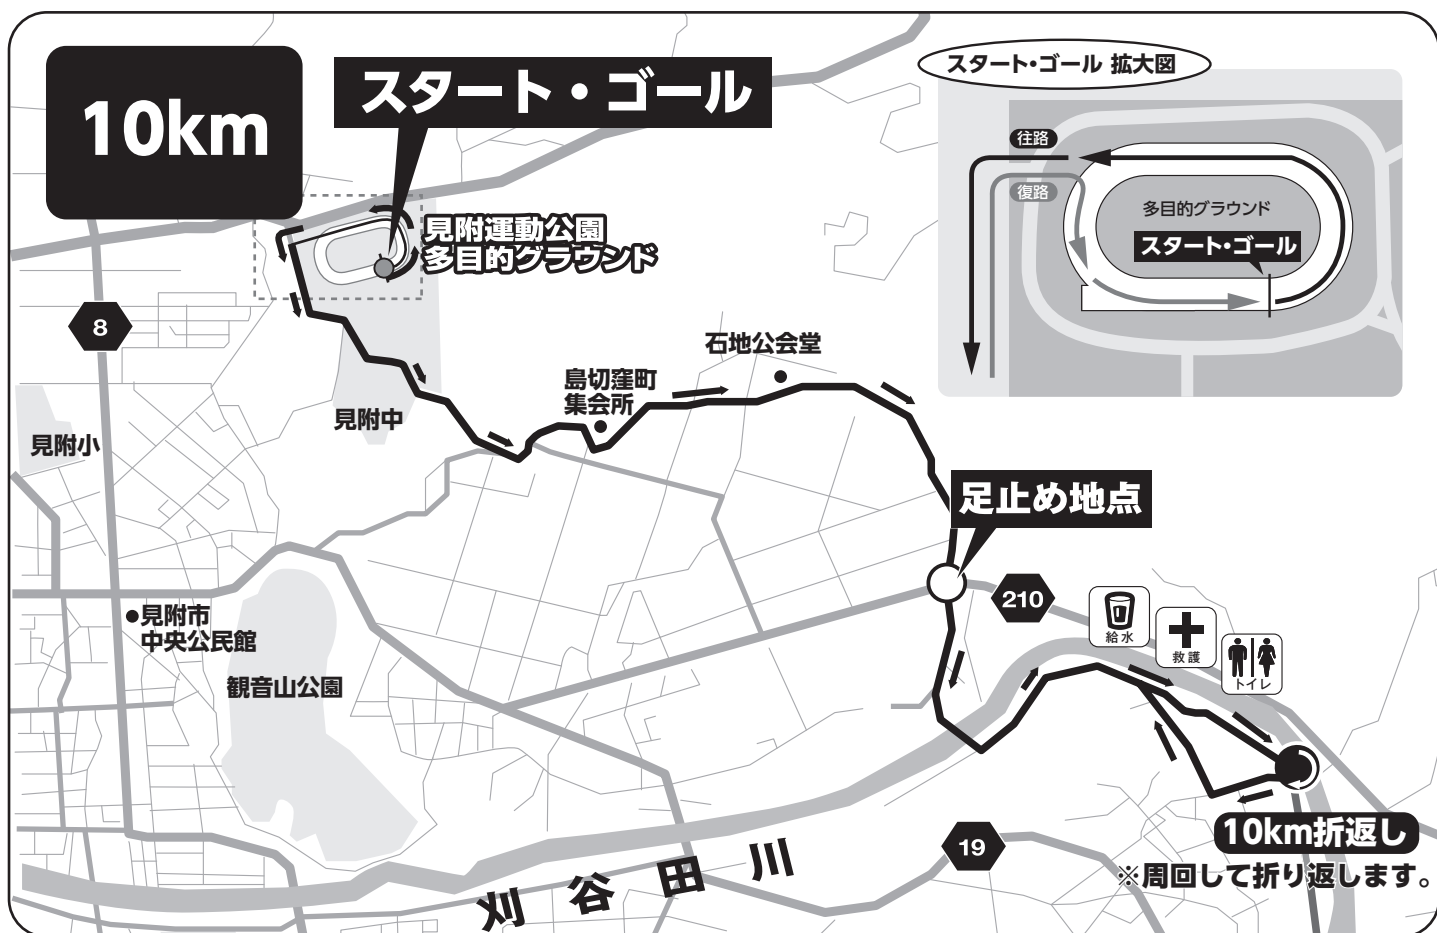 10km
スタート・ゴール
スタート・ゴール 拡大図
往路
復路
多目的グラウンド
スタート・ゴール
見附運動公園
多目的グラウンド
8
石地公会堂
島切窪町
集会所
見附中
見附小
足止め地点
210
給水
救護
トイレ
見附市
中央公民館
観音山公園
10km折返し
※周回して折り返します。
19
刈谷田川